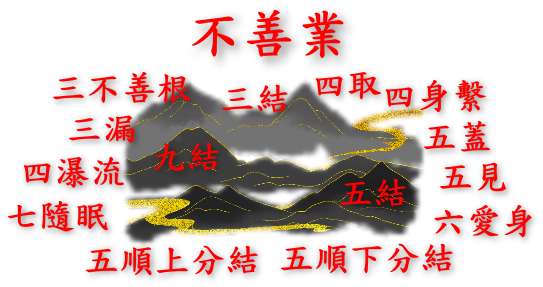 不善業
三不善根
三結
四取
四身繫
三漏
九結
五蓋
四瀑流
五結
五見
七隨眠
六愛身
五順上分結
五順下分結